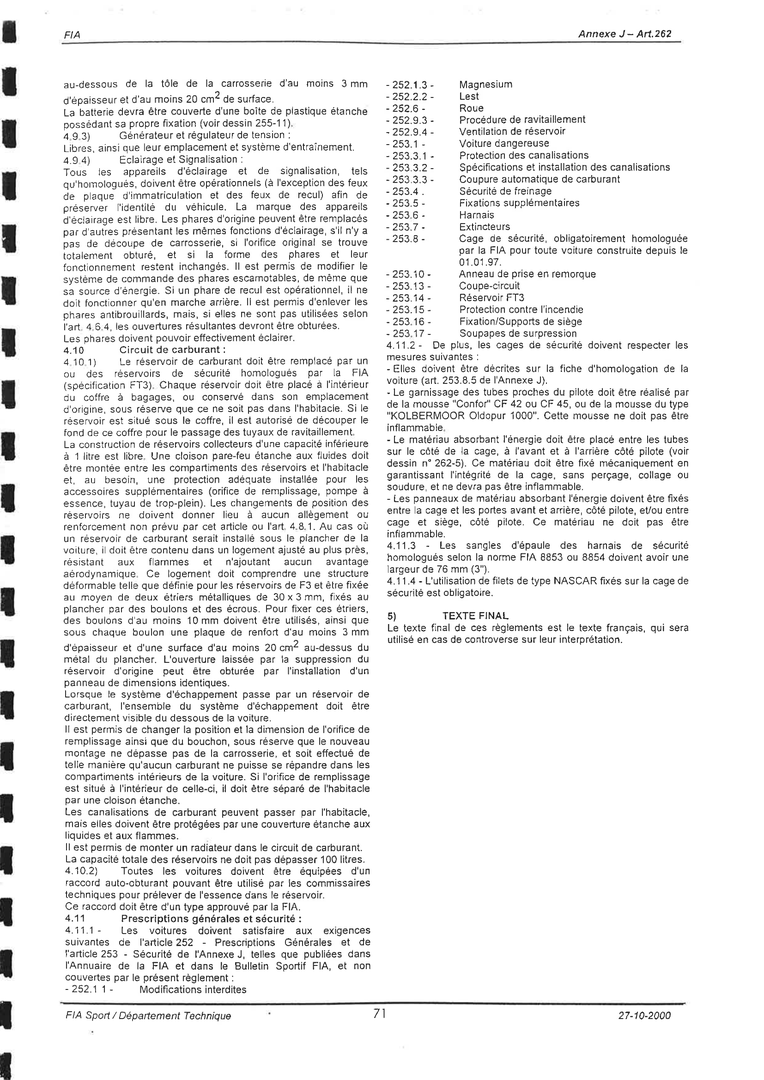 FIA
Annexe J – Art.262
au-dessous de la tôle de la carrosserie d'au moins 3 mm
d'épaisseur et d'au moins 20 cm2 de surface.
La batterie devra être couverte d'une boîte de plastique étanche
possédant sa propre fixation (voir dessin 255-11).
4.9.3) Générateur et régulateur de tension :
Libres, ainsi que leur emplacement et système d'entraînement.
4.9.4) Eclairage et Signalisation :
Tous les appareils d'éclairage et de signalisation, tels
qu'homologués, doivent être opérationnels (à l'exception des feux
de plaque d'immatriculation et des feux de recul) afin de
préserver l'identité du véhicule. La marque des appareils
d'éclairage est libre. Les phares d'origine peuvent être remplacés
par d'autres présentant les mêmes fonctions d'éclairage, s'il n'y a
pas de découpe de carrosserie, si l'orifice original se trouve
totalement obturé, et si la forme des phares et leur
fonctionnement restent inchangés. Il est permis de modifier le
système de commande des phares escamotables, de même que
sa source d'énergie. Si un phare de recul est opérationnel, il ne
doit fonctionner qu'en marche arrière. Il est permis d'enlever les
phares antibrouillards, mais, si elles ne sont pas utilisées selon
l'art. 4.6.4, les ouvertures résultantes devront être obturées.
Les phares doivent pouvoir effectivement éclairer.
4.10 Circuit de carburant :
4.10.1) Le réservoir de carburant doit être remplacé par un
ou des réservoirs de sécurité homologués par la FIA
(spécification FT3). Chaque réservoir doit être placé à l'intérieur
du coffre à bagages, ou conservé dans son emplacement
d'origine, sous réserve que ce ne soit pas dans l'habitacle. Si le
réservoir est situé sous le coffre, il est autorisé de découper le
fond de ce coffre pour le passage des tuyaux de ravitaillement.
La construction de réservoirs collecteurs d'une capacité inférieure
à 1 litre est libre. Une cloison pare-feu étanche aux fluides doit
être montée entre les compartiments des réservoirs et l'habitacle
et, au besoin, une protection adéquate installée pour les
accessoires supplémentaires (orifice de remplissage, pompe à
essence, tuyau de trop-plein). Les changements de position des
réservoirs ne doivent donner lieu à aucun allègement ou
renforcement non prévu par cet article ou l'art. 4.8.1. Au cas où
un réservoir de carburant serait installé sous le plancher de la
voiture, il doit être contenu dans un logement ajusté au plus près,
résistant aux flammes et n'ajoutant aucun avantage
aérodynamique. Ce logement doit comprendre une structure
déformable telle que définie pour les réservoirs de F3 et être fixée
au moyen de deux étriers métalliques de 30 x 3 mm, fixés au
plancher par des boulons et des écrous. Pour fixer ces étriers,
des boulons d'au moins 10 mm doivent être utilisés, ainsi que
sous chaque boulon une plaque de renfort d'au moins 3 mm
d'épaisseur et d'une surface d'au moins 20 cm2 au-dessus du
métal du plancher. L'ouverture laissée par la suppression du
réservoir d'origine peut être obturée par l'installation d'un
panneau de dimensions identiques.
Lorsque le système d'échappement passe par un réservoir de
carburant, l'ensemble du système d'échappement doit être
directement visible du dessous de la voiture.
Il est permis de changer la position et la dimension de l'orifice de
remplissage ainsi que du bouchon, sous réserve que le nouveau
montage ne dépasse pas de la carrosserie, et soit effectué de
telle manière qu'aucun carburant ne puisse se répandre dans les
compartiments intérieurs de la voiture. Si l'orifice de remplissage
est situé à l'intérieur de celle-ci, il doit être séparé de l'habitacle
par une cloison étanche.
Les canalisations de carburant peuvent passer par l'habitacle,
mais elles doivent être protégées par une couverture étanche aux
liquides et aux flammes.
Il est permis de monter un radiateur dans le circuit de carburant.
La capacité totale des réservoirs ne doit pas dépasser 100 litres.
4.10.2) Toutes les voitures doivent être équipées d'un
raccord auto-obturant pouvant être utilisé par les commissaires
techniques pour prélever de l'essence dans le réservoir.
Ce raccord doit être d'un type approuvé par la FIA.
4.11 Prescriptions générales et sécurité :
4.11.1 - Les voitures doivent satisfaire aux exigences
suivantes de l'article 252 - Prescriptions Générales et de
l'article 253 - Sécurité de l'Annexe J, telles que publiées dans
l'Annuaire de la FIA et dans le Bulletin Sportif FIA, et non
couvertes par le présent règlement :
- 252.1 1 - Modifications interdites
- 252.1.3 - Magnesium
- 252.2.2 - Lest
- 252.6 - Roue
- 252.9.3 - Procédure de ravitaillement
- 252.9.4 - Ventilation de réservoir
- 253.1 - Voiture dangereuse
- 253.3.1 - Protection des canalisations
- 253.3.2 - Spécifications et installation des canalisations
- 253.3.3 - Coupure automatique de carburant
- 253.4 . Sécurité de freinage
- 253.5 - Fixations supplémentaires
- 253.6 - Harnais
- 253.7 - Extincteurs
- 253.8 - Cage de sécurité, obligatoirement homologuée
par la FIA pour toute voiture construite depuis le
01.01.97.
- 253.10 - Anneau de prise en remorque
- 253.13 - Coupe-circuit
- 253.14 - Réservoir FT3
- 253.15 - Protection contre l'incendie
- 253.16 - Fixation/Supports de siège
- 253.17 - Soupapes de surpression
4.11.2 - De plus, les cages de sécurité doivent respecter les
mesures suivantes :
- Elles doivent être décrites sur la fiche d'homologation de la
voiture (art. 253.8.5 de l'Annexe J).
- Le garnissage des tubes proches du pilote doit être réalisé par
de la mousse "Confor" CF 42 ou CF 45, ou de la mousse du type
"KOLBERMOOR Oldopur 1000". Cette mousse ne doit pas être
inflammable.
- Le matériau absorbant l'énergie doit être placé entre les tubes
sur le côté de la cage, à l'avant et à l'arrière côté pilote (voir
dessin n° 262-5). Ce matériau doit être fixé mécaniquement en
garantissant l'intégrité de la cage, sans perçage, collage ou
soudure, et ne devra pas être inflammable.
- Les panneaux de matériau absorbant l'énergie doivent être fixés
entre la cage et les portes avant et arrière, côté pilote, et/ou entre
cage et siège, côté pilote. Ce matériau ne doit pas être
inflammable.
4.11.3 - Les sangles d'épaule des harnais de sécurité
homologués selon la norme FIA 8853 ou 8854 doivent avoir une
largeur de 76 mm (3").
4.11.4 - L'utilisation de filets de type NASCAR fixés sur la cage de
sécurité est obligatoire.
5) TEXTE FINAL
Le texte final de ces règlements est le texte français, qui sera
utilisé en cas de controverse sur leur interprétation.
FIA Sport / Département Technique
71
27-10-2000